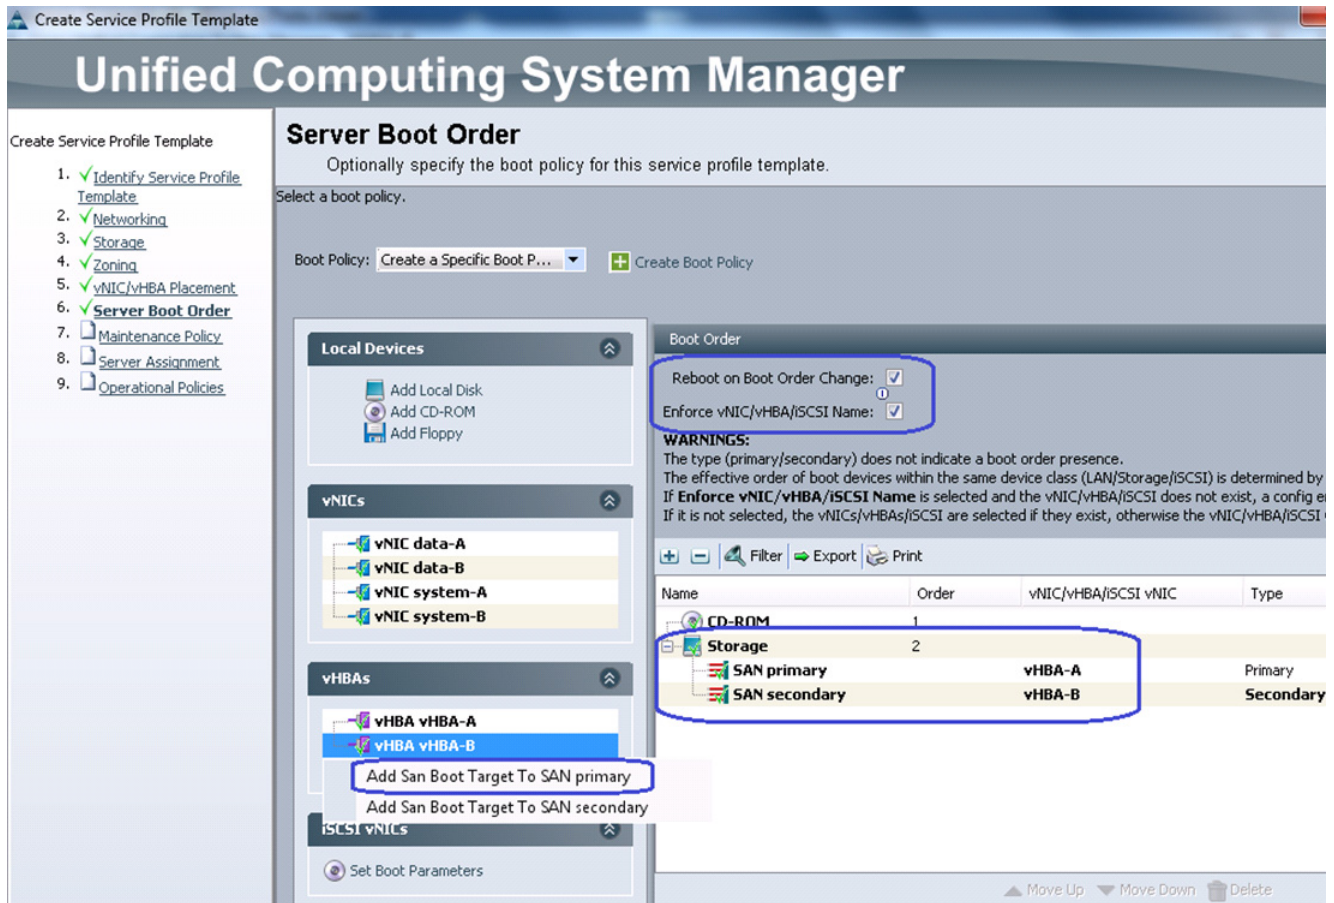 Create Service Profile Template
Unified Computing System Manager
Create Service Profile Template
1. Identify Service Profile
Template
2. Networking
3. Storage
4. Zoning
5. vNIC/vHBA Placement
6. Server Boot Order
7. Maintenance Policy
8. Server Assignment
9. Operational Policies
Server Boot Order
Optionally specify the boot policy for this service profile template.
Select a boot policy.
Boot Policy: Create a Specific Boot P... Create Boot Policy
Local Devices
Add Local Disk
Add CD-ROM
Add Floppy
vNICs
vNIC data-A
vNIC data-B
vNIC system-A
vNIC system-B
vHBAs
vHBA vHBA-A
vHBA vHBA-B
Add San Boot Target To SAN primary
Add San Boot Target To SAN secondary
iSCSI vNICs
Set Boot Parameters
Boot Order
Reboot on Boot Order Change:
Enforce vNIC/vHBA/iSCSI Name:
WARNINGS:
The type (primary/secondary) does not indicate a boot order presence.
The effective order of boot devices within the same device class (LAN/Storage/iSCSI) is determined by
If Enforce vNIC/vHBA/iSCSI Name is selected and the vNIC/vHBA/iSCSI does not exist, a config
If it is not selected, the vNICs/vHBAs/iSCSI are selected if they exist, otherwise the vNIC/vHBA/iSCSI
Filter Export Print
Name Order vNIC/vHBA/iSCSI vNIC Type
CD-ROM 1
Storage 2
SAN primary vHBA-A Primary
SAN secondary vHBA-B Secondary
Move Up Move Down Delete